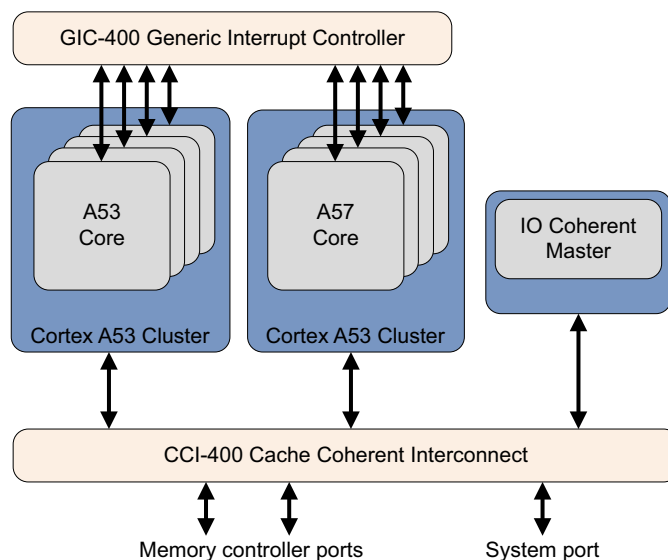 GIC-400 Generic Interrupt Controller
A53
Core
A57
Core
IO Coherent
Master
Cortex A53 Cluster
Cortex A53 Cluster
CCI-400 Cache Coherent Interconnect
Memory controller ports
System port